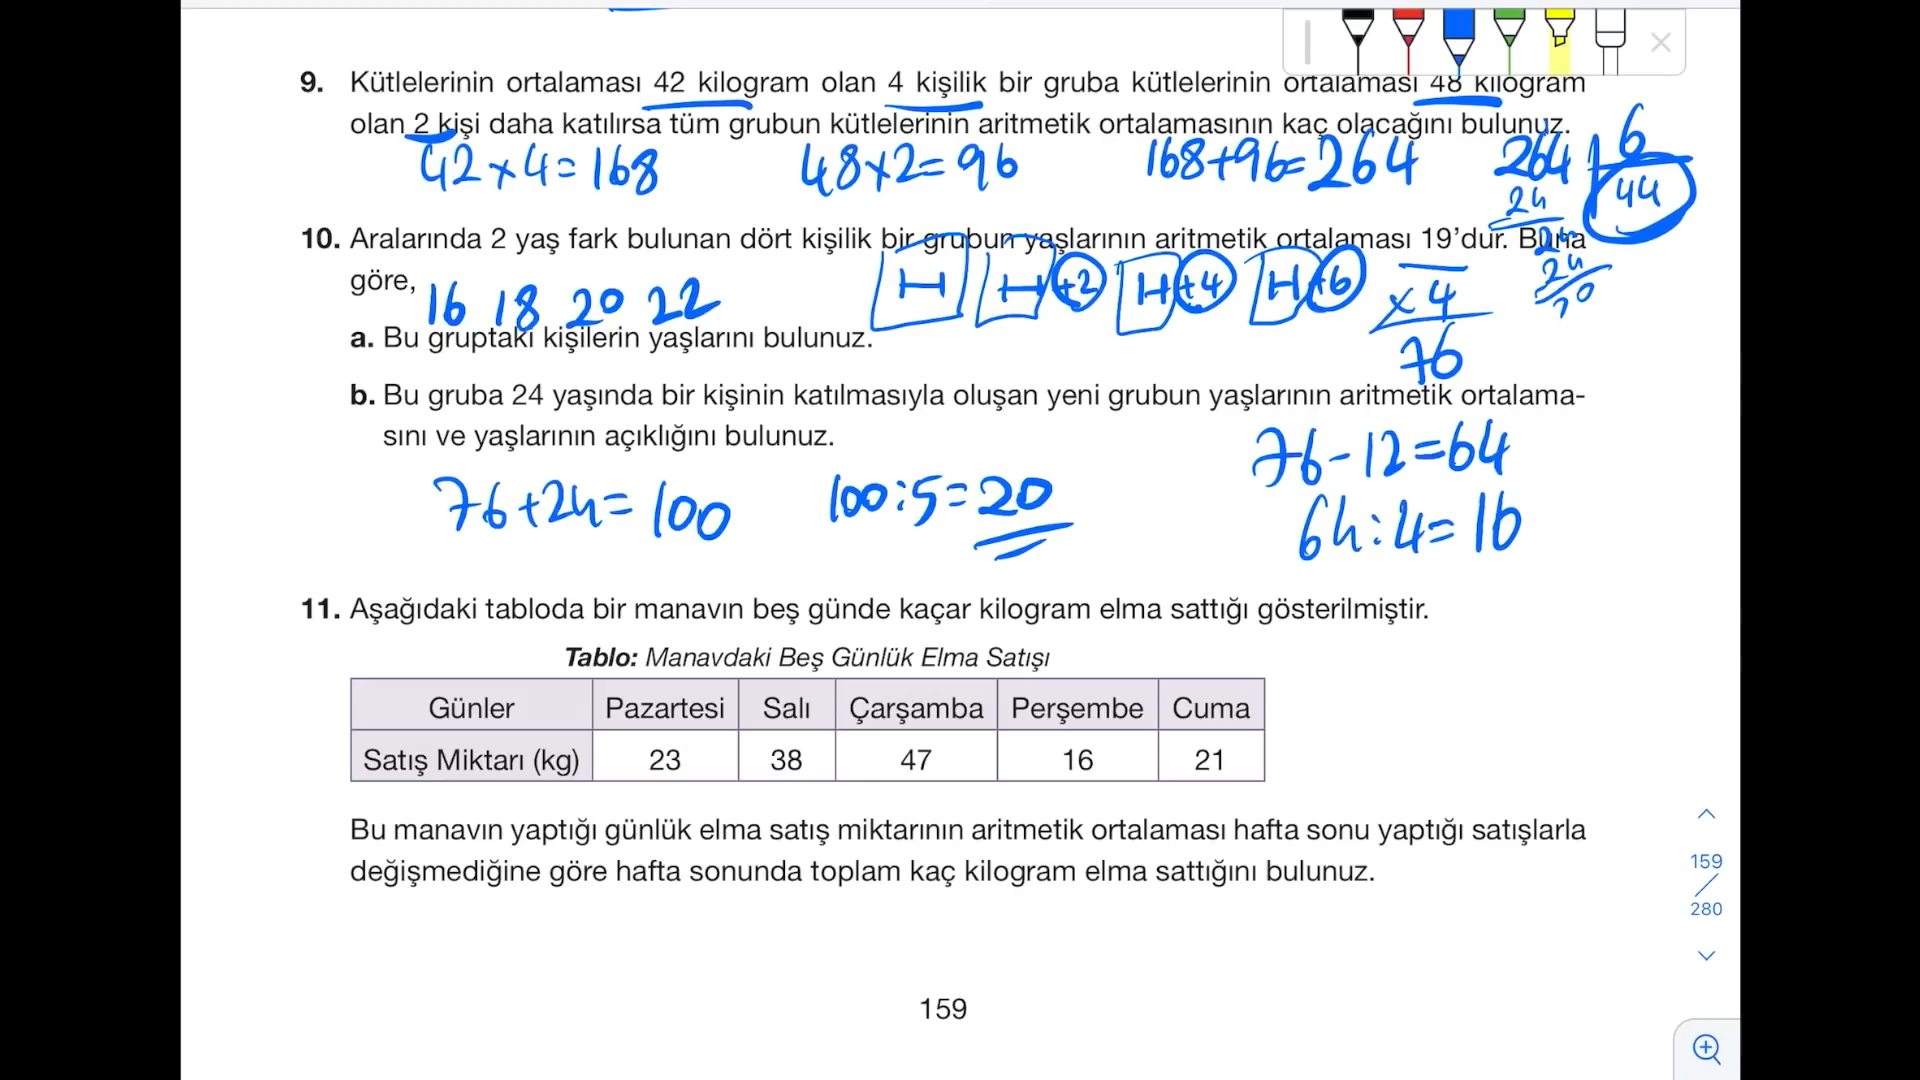 9. Kütlelerinin ortalaması 42 kilogram olan 4 kişilik bir gruba kütlelerinin ortalaması 48 kilogram
olan 2 kişi daha katılırsa tüm grubun kütlelerinin aritmetik ortalamasının kaç olacağını bulunuz.
42x4=168 48x2=96 168+96=264 264 6
44
24
24
24
10. Aralarında 2 yaş fark bulunan dört kişilik bir grubun yaşlarının aritmetik ortalaması 19'dur. Buna
göre,
16 18 20 22
+2 +4 +6
x 4
76
a. Bu gruptaki kişilerin yaşlarını bulunuz.
b. Bu gruba 24 yaşında bir kişinin katılmasıyla oluşan yeni grubun yaşlarının aritmetik ortalama-
sını ve yaşlarının açıklığını bulunuz.
76-12=64
76+24=100 100:5=20
64:4=16
11. Aşağıdaki tabloda bir manavın beş günde kaçar kilogram elma sattığı gösterilmiştir.
Tablo: Manavdaki Beş Günlük Elma Satışı
Günler Pazartesi Salı Çarşamba Perşembe Cuma
Satış Miktarı (kg) 23 38 47 16 21
Bu manavın yaptığı günlük elma satış miktarının aritmetik ortalaması hafta sonu yaptığı satışlarla
değişmediğine göre hafta sonunda toplam kaç kilogram elma sattığını bulunuz.
159
280
159